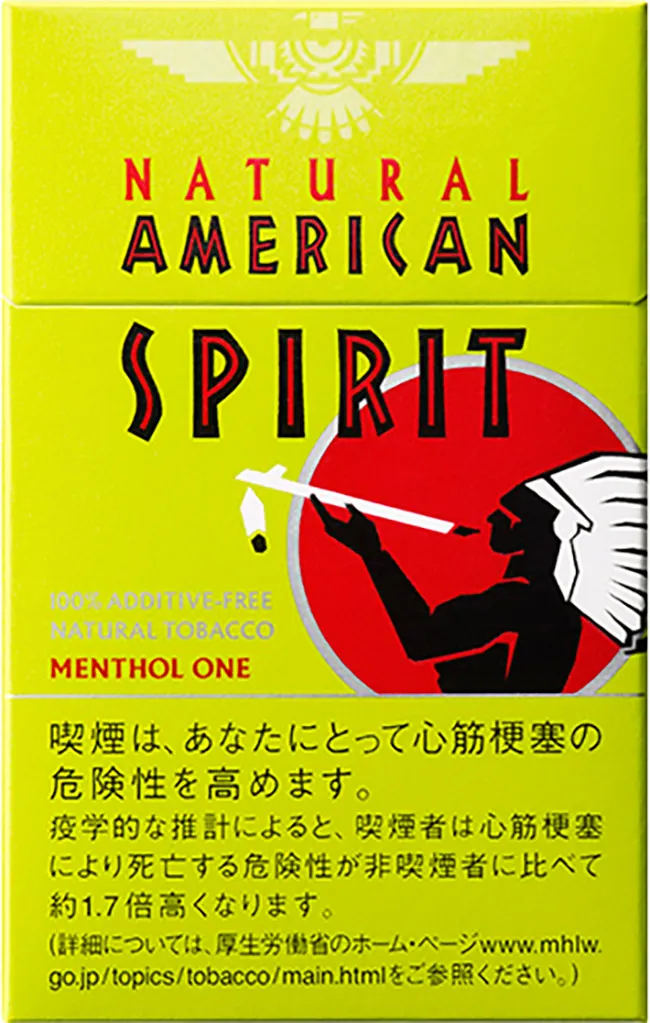 NATURAL
AMERICAN
SPIRIT
100% ADDITIVE-FREE
NATURAL TOBACCO
MENTHOL ONE
喫煙は、あなたにとって心筋梗塞の
危険性を高めます。
疫学的な推計によると、喫煙者は心筋梗塞
により死亡する危険性が非喫煙者に比べて
約1.7倍高くなります。
(詳細については、厚生労働省のホーム・ページwww.mhlw.
go.jp/topics/tobacco/main.htmlをご参照ください。)